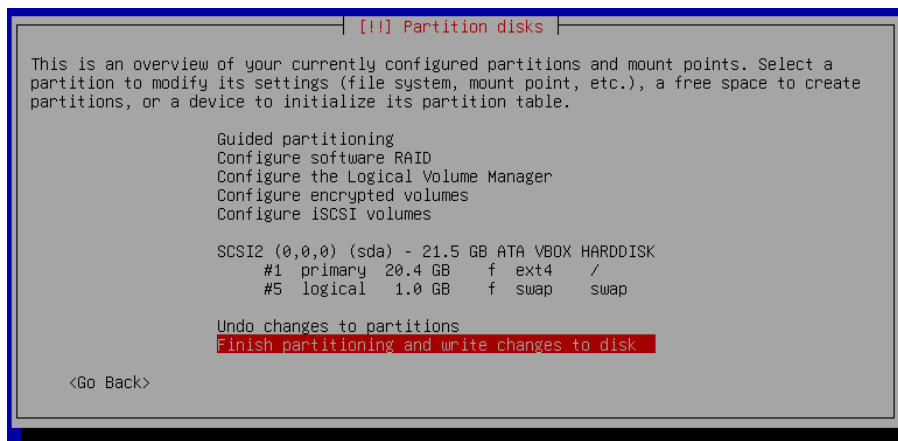 [!!] Partition disks
This is an overview of your currently configured partitions and mount points. Select a
partition to modify its settings (file system, mount point, etc.), a free space to create
partitions, or a device to initialize its partition table.
Guided partitioning
Configure software RAID
Configure the Logical Volume Manager
Configure encrypted volumes
Configure iSCSI volumes
SCSI2 (0,0,0) (sda) - 21.5 GB ATA VBOX HARDDISK
#1 primary 20.4 GB f ext4 /
#5 logical 1.0 GB f swap swap
Undo changes to partitions
Finish partitioning and write changes to disk
<Go Back>